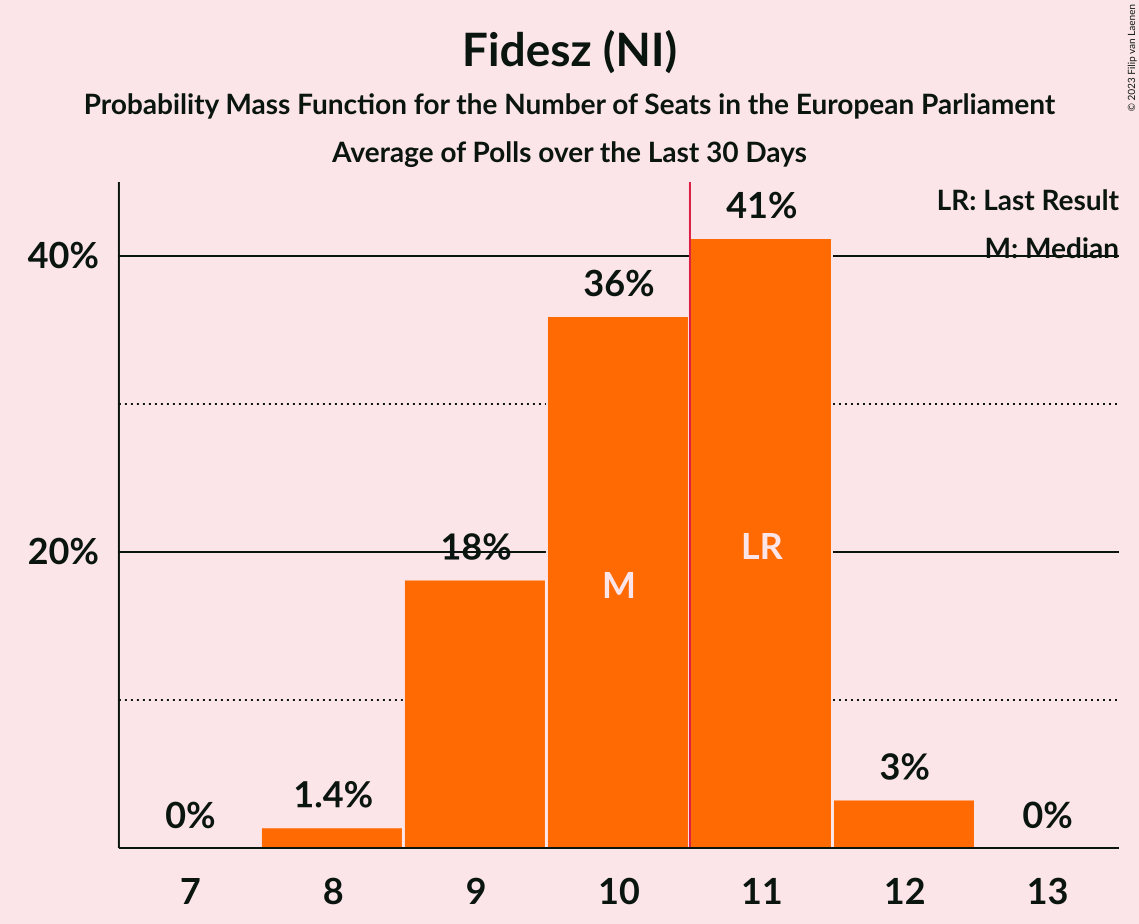 Fidesz (NI)
Probability Mass Function for the Number of Seats in the European Parliament
Average of Polls over the Last 30 Days
© 2023 Filip van Laenen
LR: Last Result
M: Median
41%
40%
36%
20%
18%
LR
M
3%
1.4%
0%
0%
7 8 9 10 11 12 13